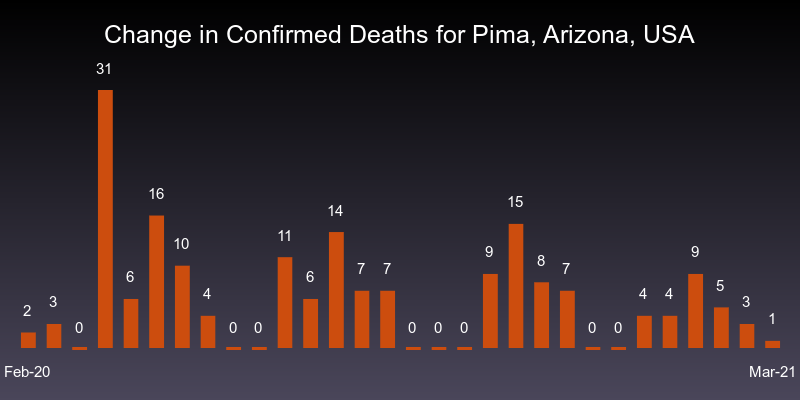 Change in Confirmed Deaths for Pima, Arizona, USA
2 3 0 31 6 16 10 4 0 0 11 6 14 7 7 0 0 0 9 15 8 7 0 0 4 4 9 5 3 1
Feb-20 Mar-21